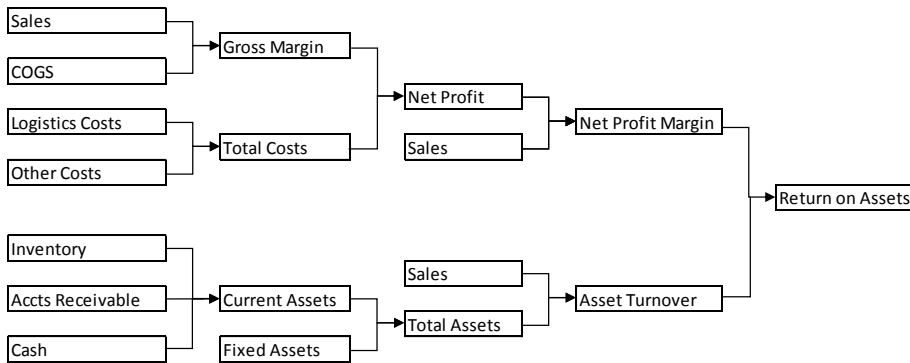 Sales
Gross Margin
COGS
Net Profit
Logistics Costs
Net Profit Margin
Total Costs
Sales
Other Costs
Return on Assets
Inventory
Sales
Accts Receivable
Current Assets
Asset Turnover
Total Assets
Cash
Fixed Assets